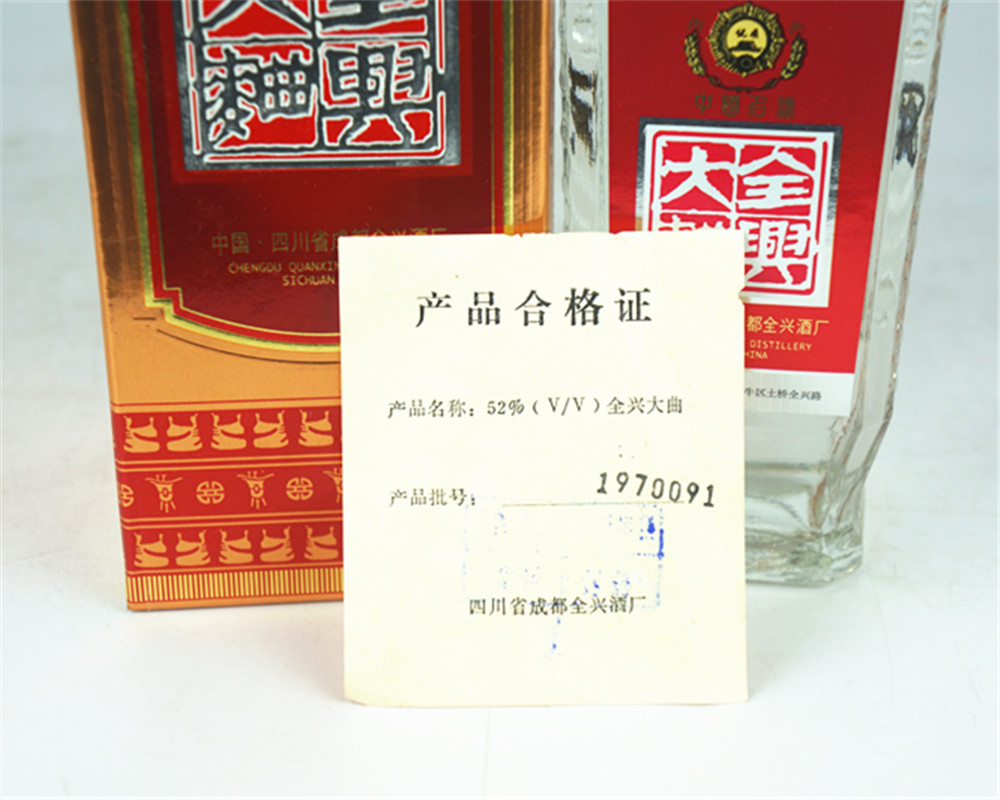 大全
麯興
中国·四川省成都全兴酒厂
CHENGDU QUANXIN
SICHUAN
中国名酒
大全
興
都全兴酒厂
DISTILLERY
HINA
牛区土桥全兴路
产品合格证
产品名称：52%（V/V）全兴大曲
产品批号：1970091
四川省成都全兴酒厂